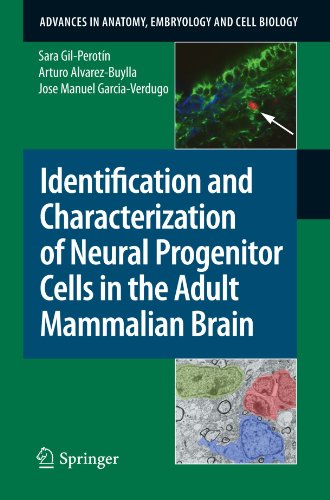 ADVANCES IN ANATOMY, EMBRYOLOGY AND CELL BIOLOGY
Sara Gil-Perotín
Arturo Alvarez-Buylla
Jose Manuel Garcia-Verdugo
Identification and
Characterization
of Neural Progenitor
Cells in the Adult
Mammalian Brain
Springer